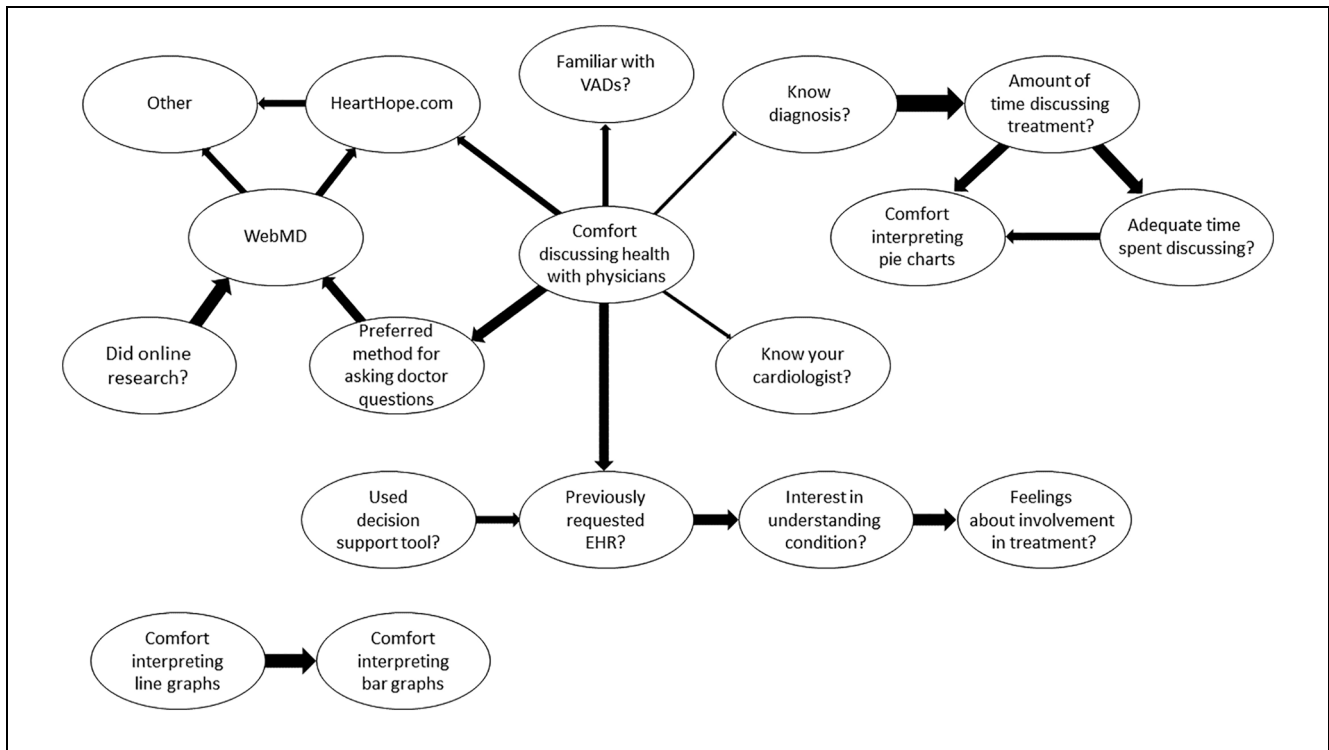 Other
HeartHope.com
Familiar with
VADs?
Know
diagnosis?
Amount of
time discussing
treatment?
WebMD
Comfort
discussing health
with physicians
Comfort
interpreting
pie charts
Adequate time
spent discussing?
Did online
research?
Preferred
method for
asking doctor
questions
Know your
cardiologist?
Used
decision
support tool?
Previously
requested
EHR?
Interest in
understanding
condition?
Feelings
about involvement
in treatment?
Comfort
interpreting
line graphs
Comfort
interpreting
bar graphs